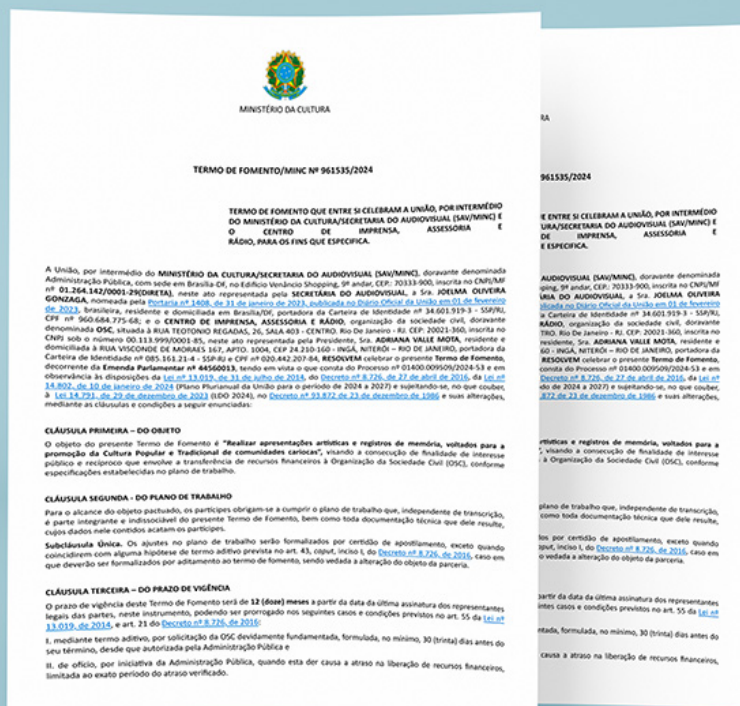 MINISTÉRIO DA CULTURA
TERMO DE FOMENTO/MINC Nº 961535/2024
TERMO DE FOMENTO QUE ENTRE SI CELEBRAM A UNIÃO, POR INTERMÉDIO
DO MINISTÉRIO DA CULTURA/SECRETARIA DO AUDIOVISUAL (SAV/MINC) E
O CENTRO DE IMPRENSA, ASSESSORIA E
RÁDIO, PARA OS FINS QUE ESPECIFICA.
A União, por intermédio do MINISTÉRIO DA CULTURA/SECRETARIA DO AUDIOVISUAL (SAV/MINC), doravante denominada
Administração Pública, com sede em Brasília-DF, no Edifício Venâncio Shopping, 9º andar, CEP.: 70333-900, inscrito no CNPJ/MF
nº 01.264.142/0001-29(DIRETA), neste ato representada pela SECRETÁRIA DO AUDIOVISUAL, a Sra. JOELMA OLIVEIRA
GONZAGA, nomeada pela Portaria nº 1408, de 31 de janeiro de 2023, publicada no Diário Oficial da União em 01 de fevereiro
de 2023, brasileira, residente e domiciliada em Brasília/DF, portadora da Carteira de Identidade nº 34.601.919-3 - SSP/RJ,
CPF nº 960.684.775-68; e o CENTRO DE IMPRENSA, ASSESSORIA E RÁDIO, organização da sociedade civil, doravante
denominada OSC, situada à RUA TEOTONIO REGADAS, 26, SALA 403 - CENTRO. Rio De Janeiro - RJ. CEP: 20021-360, inscrito no
CNPJ sob o número 00.113.999/0001-85, neste ato representada pela Presidente, Sra. ADRIANA VALLE MOTA, residente e
domiciliada à RUA VISCONDE DE MORAES 167, APTO. 1004, CEP 24.210-160 - INGÁ, NITERÓI – RIO DE JANEIRO, portadora da
Carteira de Identidade nº 085.161.21-4 - SSP-RJ e CPF nº 020.442.207-84, RESOLVEM celebrar o presente Termo de Fomento,
decorrente da Emenda Parlamentar nº 44560013, tendo em vista o que consta do Processo nº 01400.009509/2024-53 e em
observância às disposições da Lei nº 13.019, de 31 de julho de 2014, do Decreto nº 8.726, de 27 de abril de 2016, da Lei nº
14.802, de 10 de janeiro de 2024 (Plano Plurianual da União para o período de 2024 a 2027) e sujeitando-se, no que couber,
à Lei 14.791, de 29 de dezembro de 2023 (LDO 2024), no Decreto nº 93.872 de 23 de dezembro de 1986 e suas alterações,
mediante as cláusulas e condições a seguir enunciadas:
CLÁUSULA PRIMEIRA – DO OBJETO
O objeto do presente Termo de Fomento é "Realizar apresentações artísticas e registros de memória, voltados para a
promoção da Cultura Popular e Tradicional de comunidades cariocas", visando a consecução de finalidade de interesse
público e recíproco que envolve a transferência de recursos financeiros à Organização da Sociedade Civil (OSC), conforme
especificações estabelecidas no plano de trabalho.
CLÁUSULA SEGUNDA - DO PLANO DE TRABALHO
Para o alcance do objeto pactuado, os partícipes obrigam-se a cumprir o plano de trabalho que, independente de transcrição,
é parte integrante e indissociável do presente Termo de Fomento, bem como toda documentação técnica que dele resulte,
cujos dados nele contidos acatam os partícipes.
Subcláusula Única. Os ajustes no plano de trabalho serão formalizados por certidão de apostilamento, exceto quando
coincidirem com alguma hipótese de termo aditivo prevista no art. 43, caput, inciso I, do Decreto nº 8.726, de 2016, caso em
que deverão ser formalizados por aditamento ao termo de fomento, sendo vedada a alteração do objeto da parceria.
CLÁUSULA TERCEIRA – DO PRAZO DE VIGÊNCIA
O prazo de vigência deste Termo de Fomento será de 12 (doze) meses a partir da data da última assinatura dos representantes
legais das partes, neste instrumento, podendo ser prorrogado nos seguintes casos e condições previstos no art. 55 da Lei nº
13.019, de 2014, e art. 21 do Decreto nº 8.726, de 2016:
I. mediante termo aditivo, por solicitação da OSC devidamente fundamentada, formulada, no mínimo, 30 (trinta) dias antes do
seu término, desde que autorizada pela Administração Pública e
II. de ofício, por iniciativa da Administração Pública, quando esta der causa a atraso na liberação de recursos financeiros,
limitada ao exato período do atraso verificado.